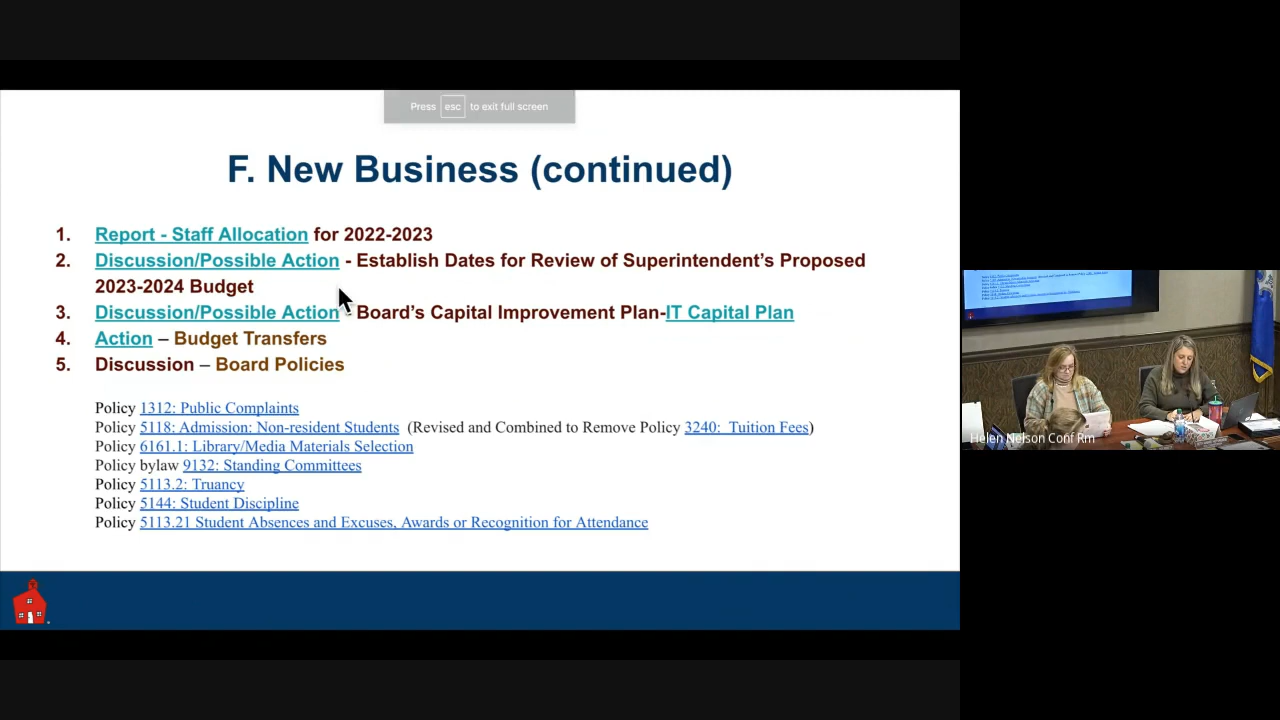 Press esc to exit full screen
F. New Business (continued)
1. Report - Staff Allocation for 2022-2023
2. Discussion/Possible Action - Establish Dates for Review of Superintendent's Proposed
2023-2024 Budget
3. Discussion/Possible Action - Board's Capital Improvement Plan-IT Capital Plan
4. Action – Budget Transfers
5. Discussion – Board Policies
Policy 1312: Public Complaints
Policy 5118: Admission: Non-resident Students (Revised and Combined to Remove Policy 3240: Tuition Fees)
Policy 6161.1: Library/Media Materials Selection
Policy bylaw 9132: Standing Committees
Policy 5113.2: Truancy
Policy 5144: Student Discipline
Policy 5113.21 Student Absences and Excuses, Awards or Recognition for Attendance
Helen Nelson Conf Rm